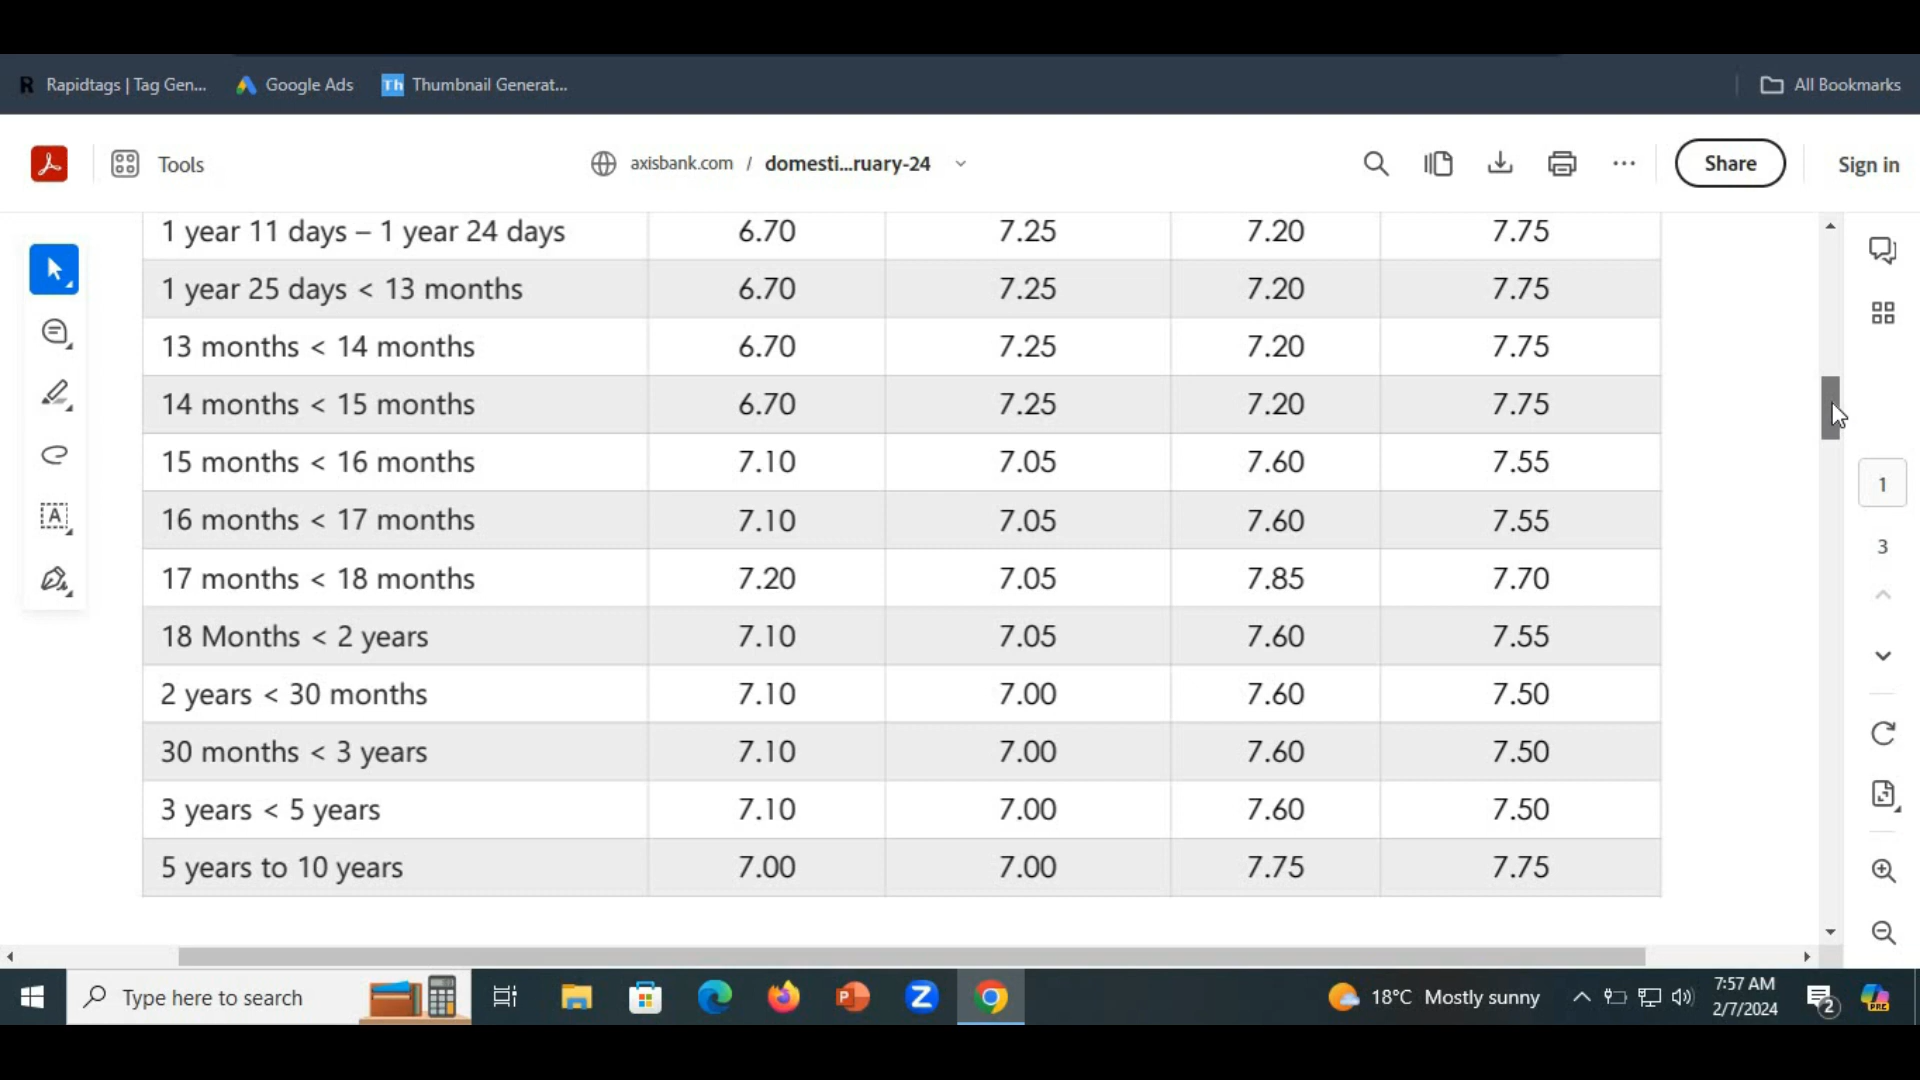 Rapidtags | Tag Gen...
Google Ads
Th Thumbnail Generat...
All Bookmarks
Tools
axisbank.com / domesti...ruary-24
Share
Sign in
1 year 11 days – 1 year 24 days 6.70 7.25 7.20 7.75
1 year 25 days < 13 months 6.70 7.25 7.20 7.75
13 months < 14 months 6.70 7.25 7.20 7.75
14 months < 15 months 6.70 7.25 7.20 7.75
15 months < 16 months 7.10 7.05 7.60 7.55
16 months < 17 months 7.10 7.05 7.60 7.55
17 months < 18 months 7.20 7.05 7.85 7.70
18 Months < 2 years 7.10 7.05 7.60 7.55
2 years < 30 months 7.10 7.00 7.60 7.50
30 months < 3 years 7.10 7.00 7.60 7.50
3 years < 5 years 7.10 7.00 7.60 7.50
5 years to 10 years 7.00 7.00 7.75 7.75
1
3
Type here to search
18°C Mostly sunny
7:57 AM
2/7/2024
2
PRE